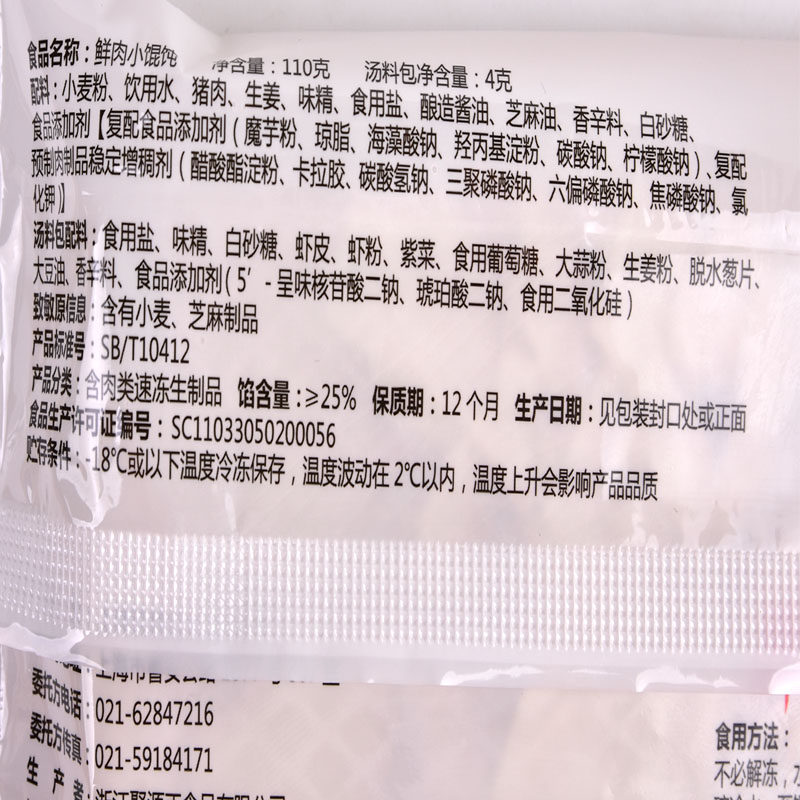 食品名称：鲜肉小馄饨 净含量：110克 汤料包净含量：4克
配料：小麦粉、饮用水、猪肉、生姜、味精、食用盐、酿造酱油、芝麻油、香辛料、白砂糖、
食品添加剂【复配食品添加剂（魔芋粉、琼脂、海藻酸钠、羟丙基淀粉、碳酸钠、柠檬酸钠）、复配
预制肉制品稳定增稠剂（醋酸酯淀粉、卡拉胶、碳酸氢钠、三聚磷酸钠、六偏磷酸钠、焦磷酸钠、氯
化钾）】
汤料包配料：食用盐、味精、白砂糖、虾皮、虾粉、紫菜、食用葡萄糖、大蒜粉、生姜粉、脱水葱片、
大豆油、香辛料、食品添加剂（5'-呈味核苷酸二钠、琥珀酸二钠、食用二氧化硅）
致敏原信息：含有小麦、芝麻制品
产品标准号：SB/T10412
产品分类：含肉类速冻生制品 馅含量：≥25% 保质期：12个月 生产日期：见包装封口处或正面
食品生产许可证编号：SC11033050200056
贮存条件：-18℃或以下温度冷冻保存，温度波动在2℃以内，温度上升会影响产品品质
委托方电话：021-62847216
委托方传真：021-59184171
食用方法：
不必解冻，
生 产 者：